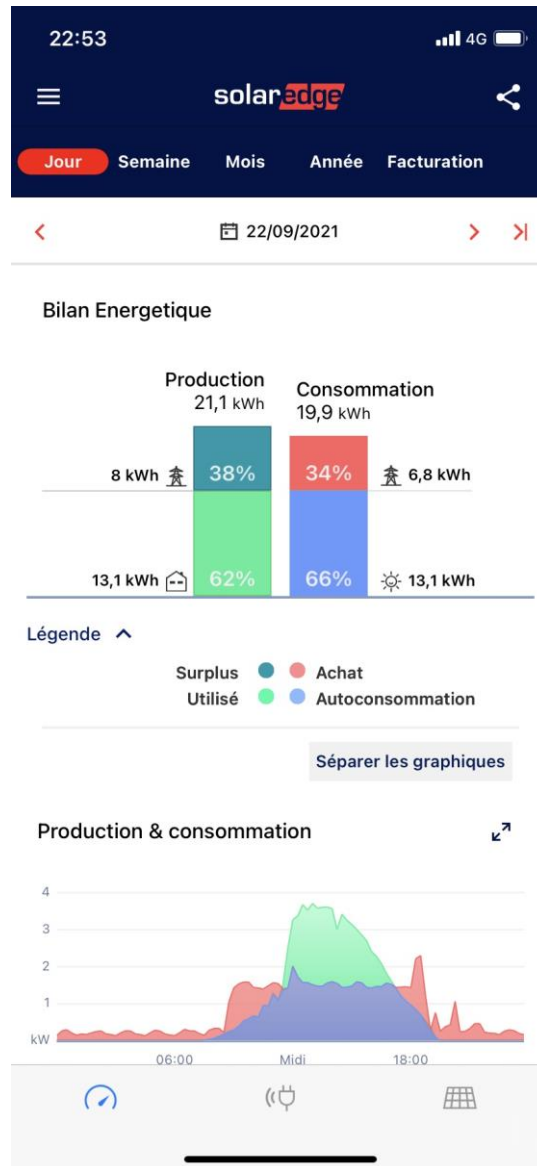 22:53
4G
solaredge
Jour Semaine Mois Année Facturation
22/09/2021
Bilan Energetique
Production
21,1 kWh
Consommation
19,9 kWh
8 kWh 38% 34% 6,8 kWh
13,1 kWh 62% 66% 13,1 kWh
Légende
Surplus Achat
Utilisé Autoconsommation
Séparer les graphiques
Production & consommation
4
3
2
1
kW
06:00 Midi 18:00